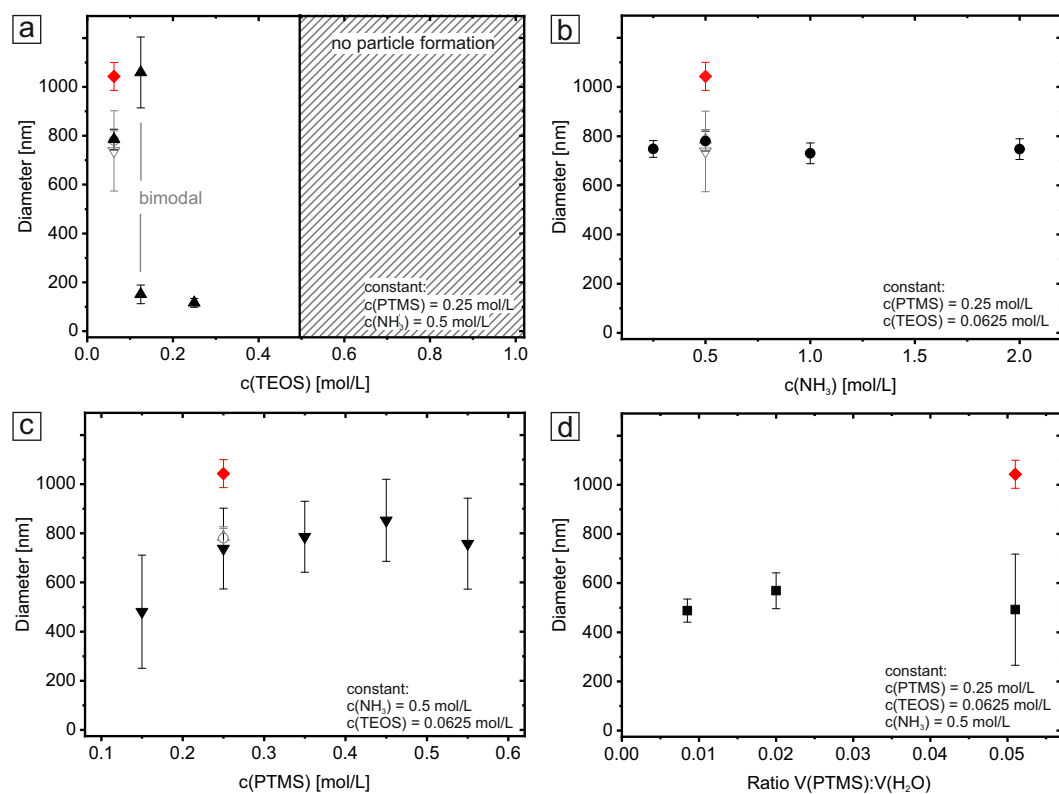 a
no particle formation
bimodal
constant:
c(PTMS) = 0.25 mol/L
c(NH₃) = 0.5 mol/L
Diameter [nm]
1000
800
600
400
200
0
0.0 0.2 0.4 0.6 0.8 1.0
c(TEOS) [mol/L]
b
constant:
c(PTMS) = 0.25 mol/L
c(TEOS) = 0.0625 mol/L
Diameter [nm]
1000
800
600
400
200
0
0.5 1.0 1.5 2.0
c(NH₃) [mol/L]
c
constant:
c(NH₃) = 0.5 mol/L
c(TEOS) = 0.0625 mol/L
Diameter [nm]
1000
800
600
400
200
0
0.1 0.2 0.3 0.4 0.5 0.6
c(PTMS) [mol/L]
d
constant:
c(PTMS) = 0.25 mol/L
c(TEOS) = 0.0625 mol/L
c(NH₃) = 0.5 mol/L
Diameter [nm]
1000
800
600
400
200
0
0.00 0.01 0.02 0.03 0.04 0.05
Ratio V(PTMS):V(H₂O)